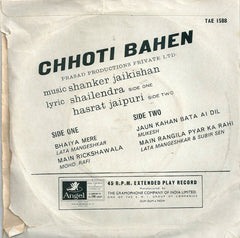 TAE 1588
CHHOTI BAHEN
PRASAD PRODUCTIONS PRIVATE LTD.
music shanker jaikishan
lyric shailendra SIDE ONE
hasrat jaipuri SIDE TWO
SIDE ONE
BHAIYA MERE
LATA MANGESHKAR
MAIN RICKSHAWALA
MOHD. RAFI
SIDE TWO
JAUN KAHAN BATA AI DIL
MUKESH
MAIN RANGILA PYAR KA RAHI
LATA MANGESHKAR & SUBIR SEN
Angel
45 R.P.M. EXTENDED PLAY RECORD
THE GRAMOPHONE COMPANY OF INDIA LIMITED